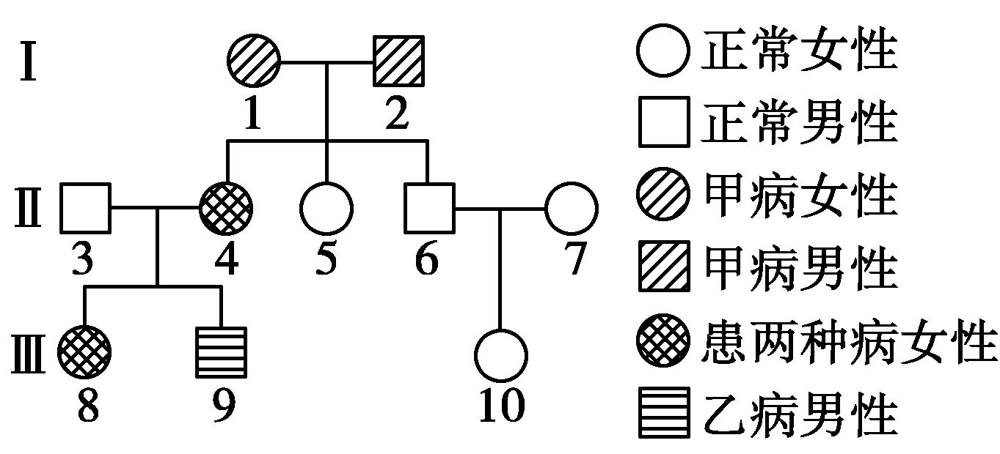 Ⅰ
1 2
Ⅱ
3 4 5 6 7
Ⅲ
8 9 10
正常女性
正常男性
甲病女性
甲病男性
患两种病女性
乙病男性